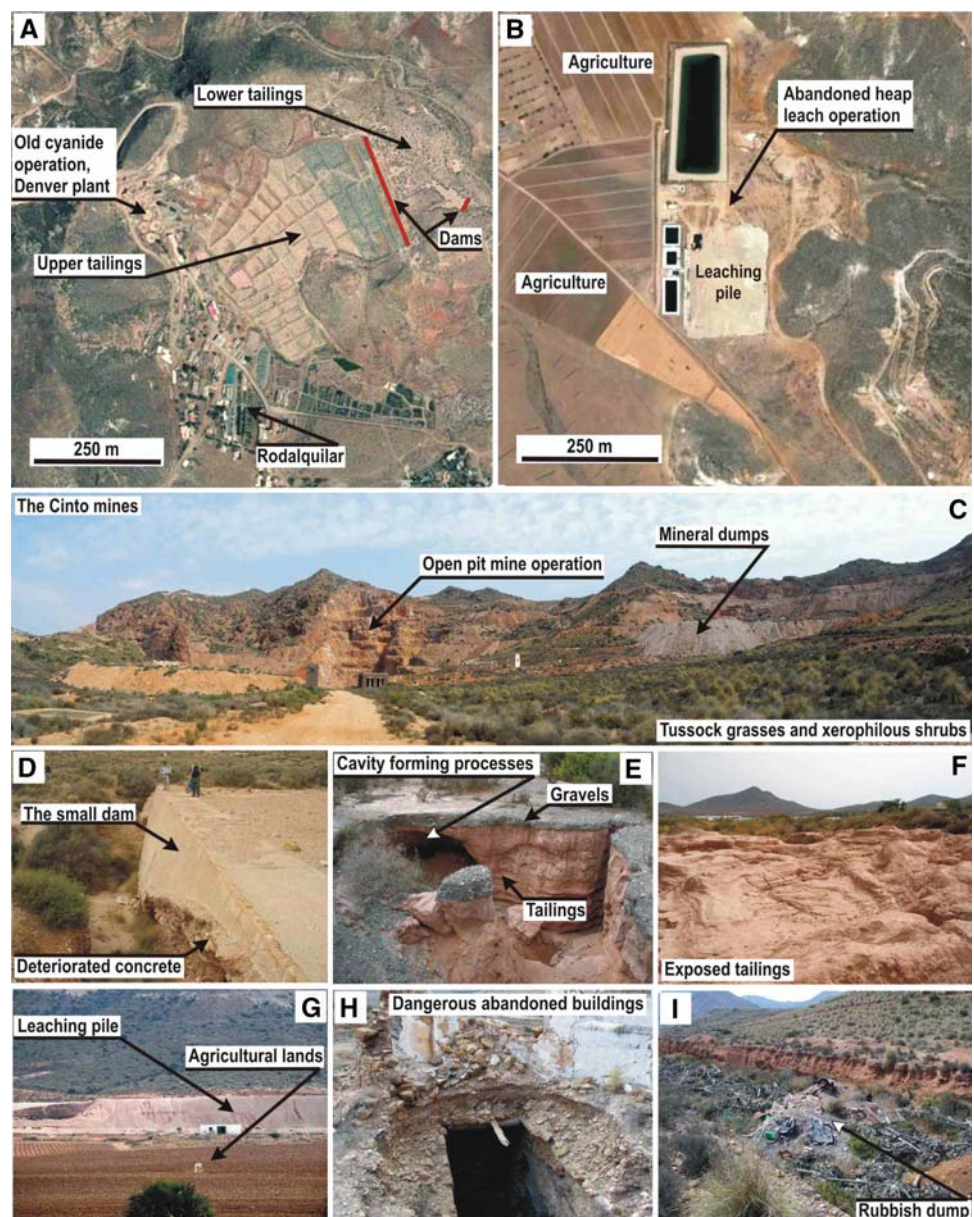 A
Lower tailings
Old cyanide
operation,
Denver plant
Upper tailings
Dams
250 m
Rodalquilar
B
Agriculture
Abandoned heap
leach operation
Agriculture
Leaching
pile
250 m
The Cinto mines
C
Open pit mine operation
Mineral dumps
Tussock grasses and xerophilous shrubs
D
The small dam
Deteriorated concrete
Cavity forming processes
E
Gravels
Tailings
F
Exposed tailings
G
Leaching pile
Agricultural lands
H
Dangerous abandoned buildings
I
Rubbish dump